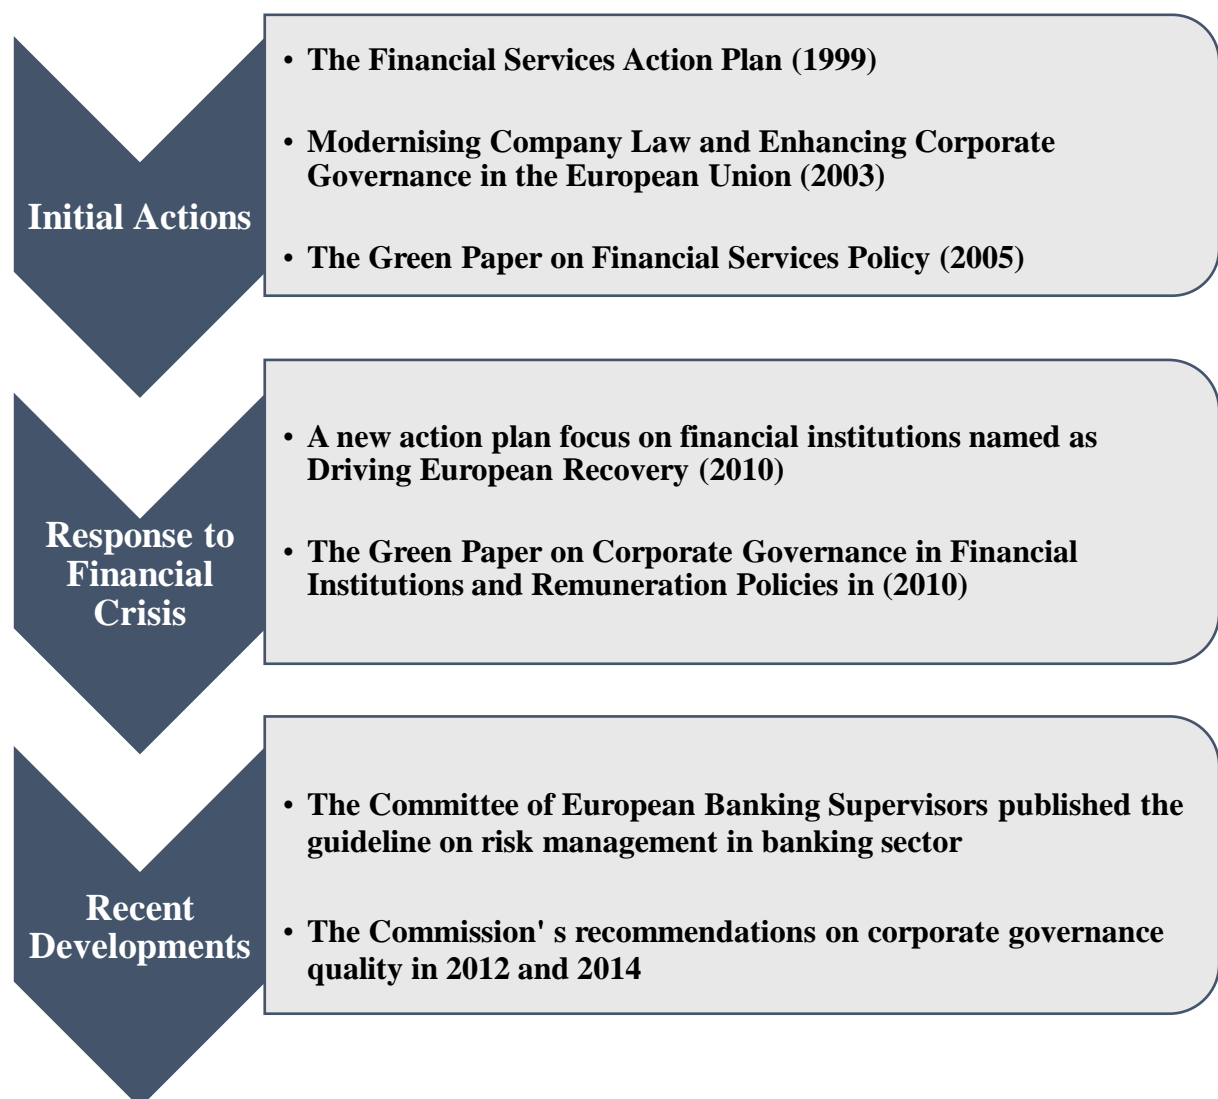 Initial Actions
• The Financial Services Action Plan (1999)
• Modernising Company Law and Enhancing Corporate
Governance in the European Union (2003)
• The Green Paper on Financial Services Policy (2005)
Response to
Financial
Crisis
• A new action plan focus on financial institutions named as
Driving European Recovery (2010)
• The Green Paper on Corporate Governance in Financial
Institutions and Remuneration Policies in (2010)
Recent
Developments
• The Committee of European Banking Supervisors published the
guideline on risk management in banking sector
• The Commission' s recommendations on corporate governance
quality in 2012 and 2014